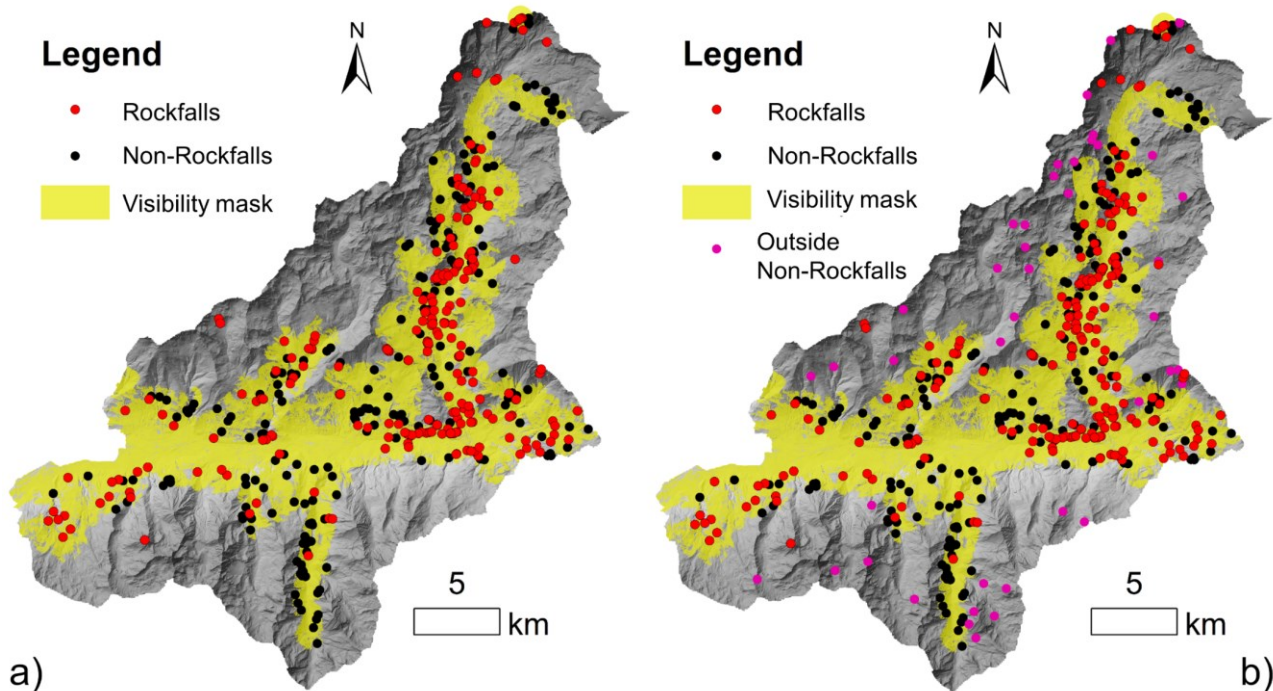 Legend
N
Rockfalls
Non-Rockfalls
Visibility mask
5
km
a)
Legend
N
Rockfalls
Non-Rockfalls
Visibility mask
Outside
Non-Rockfalls
5
km
b)